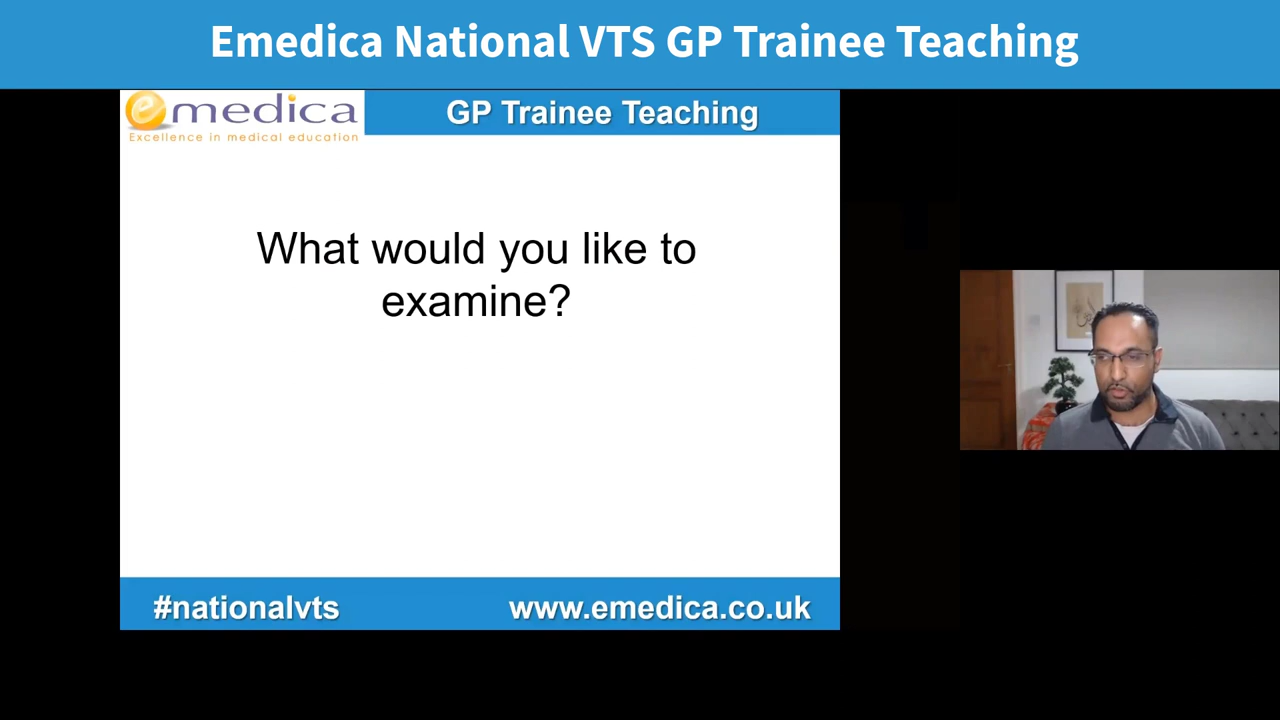 Emedica National VTS GP Trainee Teaching
emedica
Excellence in medical education
GP Trainee Teaching
What would you like to
examine?
#nationalvts
www.emedica.co.uk